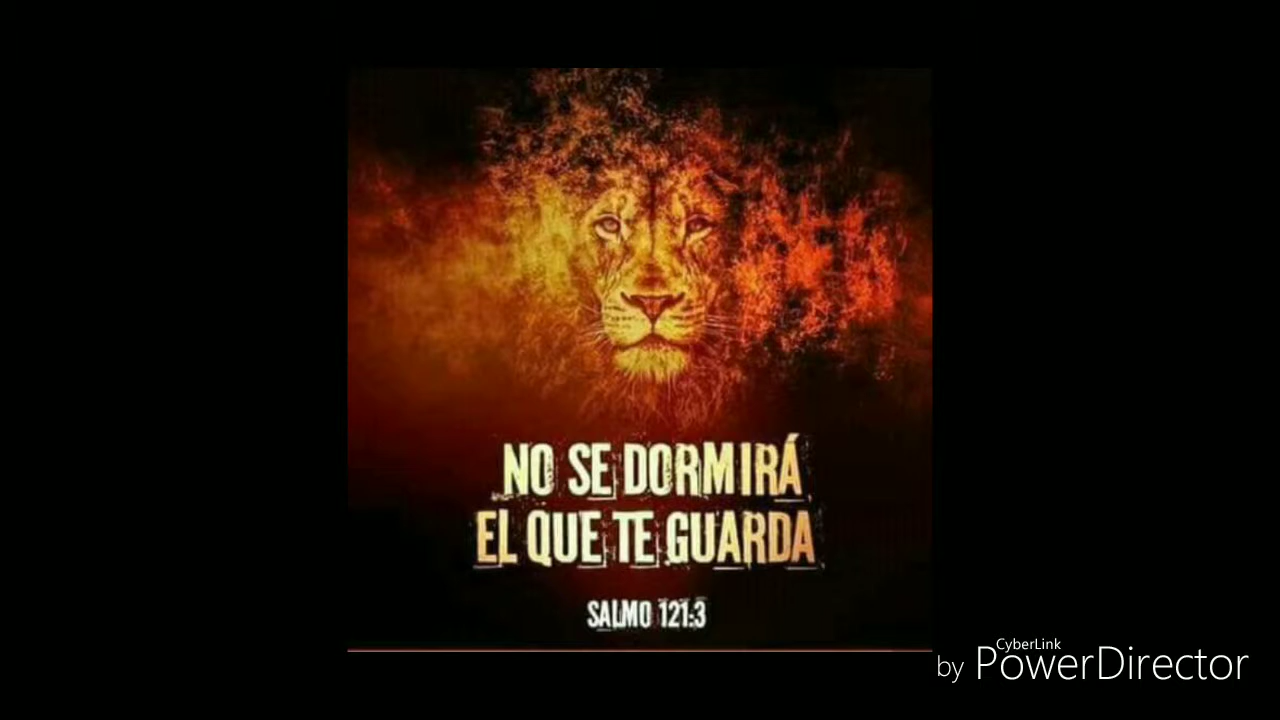 NO SE DORMIRÁ
EL QUE TE GUARDA
SALMO 121:3
CyberLink
by PowerDirector